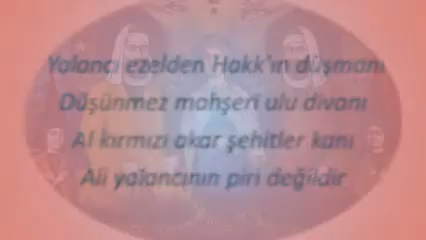 Yalancı ezelden Hakk'ın düşmanı
Düşünmez mahşeri ulu divanı
Al kırmızı akar şehitler kanı
Ali yalancının piri değildir